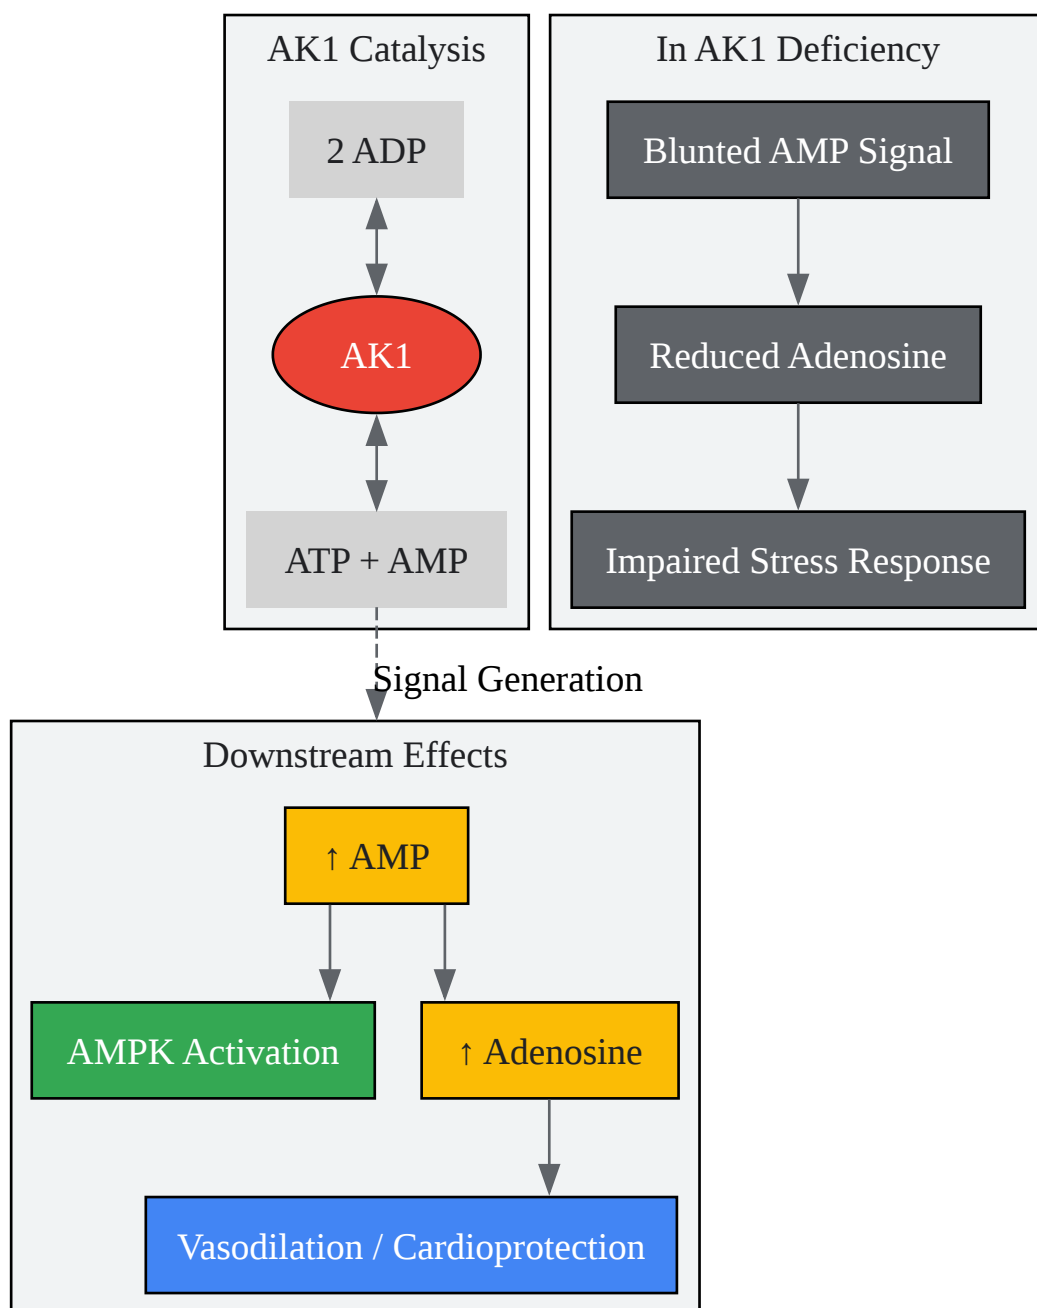 AK1 Catalysis
2 ADP
AK1
ATP + AMP
In AK1 Deficiency
Blunted AMP Signal
Reduced Adenosine
Impaired Stress Response
Signal Generation
Downstream Effects
↑ AMP
AMPK Activation
↑ Adenosine
Vasodilation / Cardioprotection